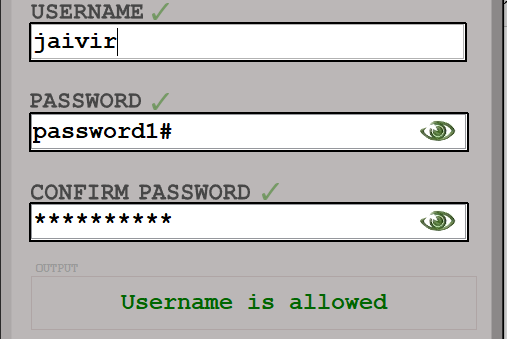 USERNAME ✓
jaivir
PASSWORD ✓
password1#
CONFIRM PASSWORD ✓
**********
OUTPUT
Username is allowed